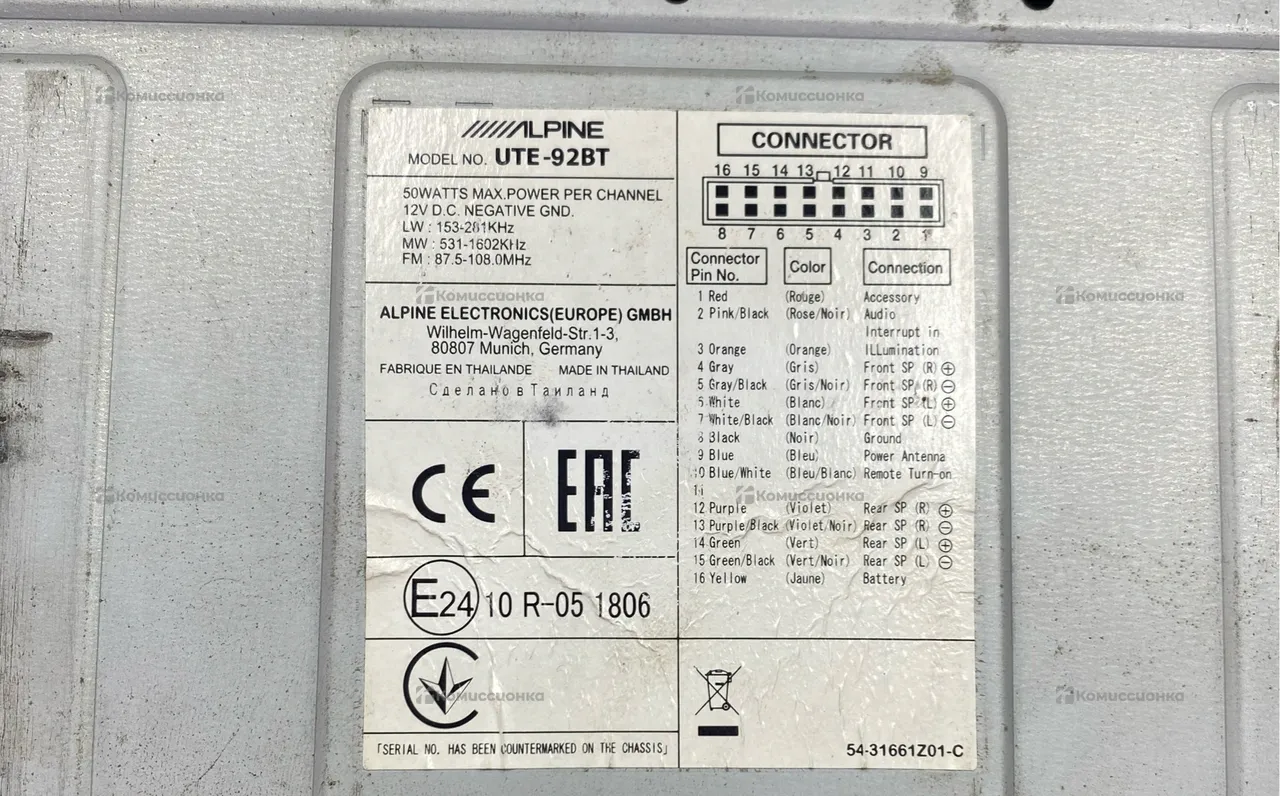 ALPINE
MODEL NO. UTE-92BT
50WATTS MAX.POWER PER CHANNEL
12V D.C. NEGATIVE GND.
LW : 153-281KHz
MW : 531-1602KHz
FM : 87.5-108.0MHz
ALPINE ELECTRONICS(EUROPE) GMBH
Wilhelm-Wagenfeld-Str.1-3,
80807 Munich, Germany
FABRIQUE EN THAILANDE MADE IN THAILAND
Сделано в Таиланд
CE
EAC
E24 10 R-05 1806
「SERIAL NO. HAS BEEN COUNTERMARKED ON THE CHASSIS」
CONNECTOR
16 15 14 13 12 11 10 9
8 7 6 5 4 3 2 1
Connector Pin No. Color Connection
1 Red (Rouge) Accessory
2 Pink/Black (Rose/Noir) Audio
Interrupt in
3 Orange (Orange) ILLumination
4 Gray (Gris) Front SP (R) ⊕
5 Gray/Black (Gris/Noir) Front SP (R) ⊖
6 White (Blanc) Front SP (L) ⊕
7 White/Black (Blanc/Noir) Front SP (L) ⊖
8 Black (Noir) Ground
9 Blue (Bleu) Power Antenna
10 Blue/White (Bleu/Blanc) Remote Turn-on
11
12 Purple (Violet) Rear SP (R) ⊕
13 Purple/Black (Violet/Noir) Rear SP (R) ⊖
14 Green (Vert) Rear SP (L) ⊕
15 Green/Black (Vert/Noir) Rear SP (L) ⊖
16 Yellow (Jaune) Battery
54-31661Z01-C
Комиссионка
Комиссионка
Комиссионка
Комиссионка
Комиссионка
Комиссионка
Комиссионка
Комиссионка